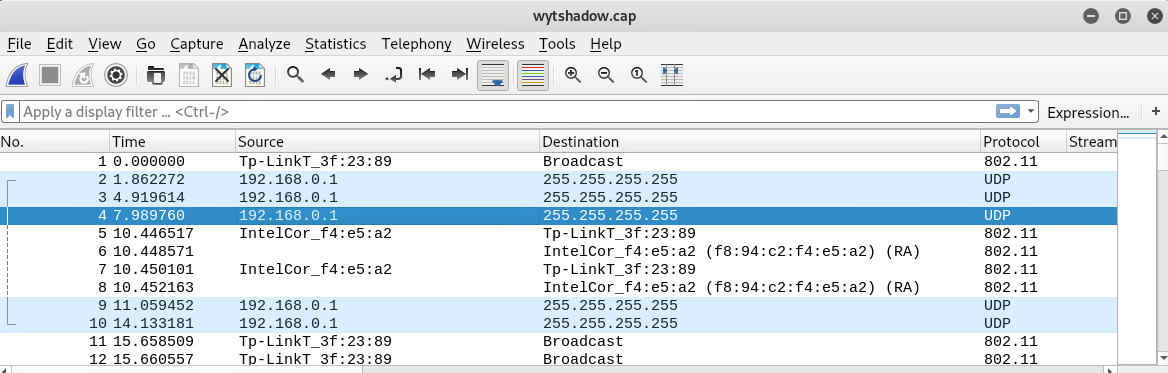 wytshadow.cap
File Edit View Go Capture Analyze Statistics Telephony Wireless Tools Help
Apply a display filter ... <Ctrl-/> Expression... +
No. Time Source Destination Protocol Stream
1 0.000000 Tp-LinkT_3f:23:89 Broadcast 802.11
2 1.862272 192.168.0.1 255.255.255.255 UDP
3 4.919614 192.168.0.1 255.255.255.255 UDP
4 7.989760 192.168.0.1 255.255.255.255 UDP
5 10.446517 IntelCor_f4:e5:a2 Tp-LinkT_3f:23:89 802.11
6 10.448571 IntelCor_f4:e5:a2 (f8:94:c2:f4:e5:a2) (RA) 802.11
7 10.450101 IntelCor_f4:e5:a2 Tp-LinkT_3f:23:89 802.11
8 10.452163 IntelCor_f4:e5:a2 (f8:94:c2:f4:e5:a2) (RA) 802.11
9 11.059452 192.168.0.1 255.255.255.255 UDP
10 14.133181 192.168.0.1 255.255.255.255 UDP
11 15.658509 Tp-LinkT_3f:23:89 Broadcast 802.11
12 15.660557 Tp-LinkT_3f:23:89 Broadcast 802.11